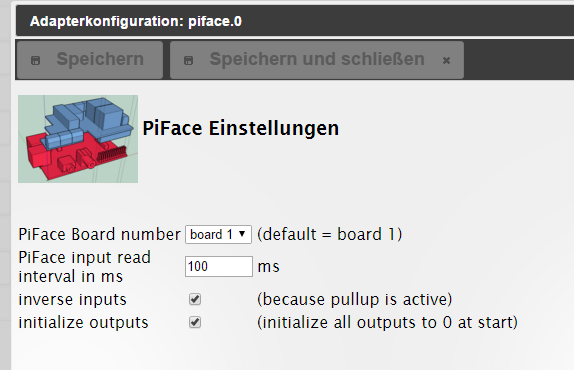 Adapterkonfiguration: piface.0
Speichern Speichern und schließen
PiFace Einstellungen
PiFace Board number board 1 (default = board 1)
PiFace input read
interval in ms 100 ms
inverse inputs (because pullup is active)
initialize outputs (initialize all outputs to 0 at start)